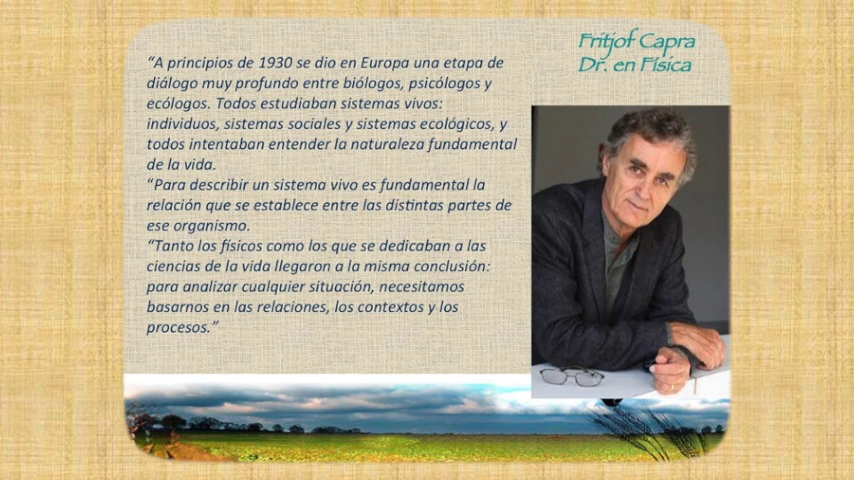 Fritjof Capra
Dr. en Física
“A principios de 1930 se dio en Europa una etapa de
diálogo muy profundo entre biólogos, psicólogos y
ecólogos. Todos estudiaban sistemas vivos:
individuos, sistemas sociales y sistemas ecológicos, y
todos intentaban entender la naturaleza fundamental
de la vida.
“Para describir un sistema vivo es fundamental la
relación que se establece entre las distintas partes de
ese organismo.
“Tanto los físicos como los que se dedicaban a las
ciencias de la vida llegaron a la misma conclusión:
para analizar cualquier situación, necesitamos
basarnos en las relaciones, los contextos y los
procesos.”